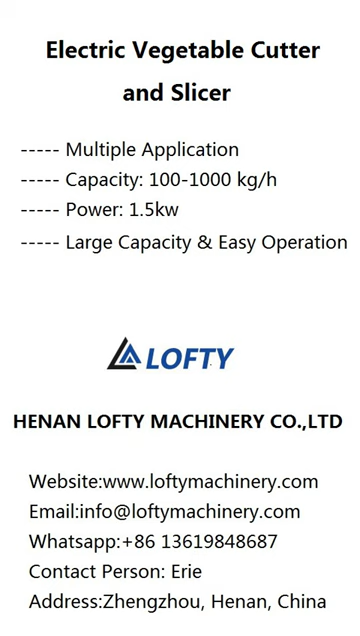 Electric Vegetable Cutter
and Slicer
----- Multiple Application
----- Capacity: 100-1000 kg/h
----- Power: 1.5kw
----- Large Capacity & Easy Operation
LOFTY
HENAN LOFTY MACHINERY CO.,LTD
Website:www.loftymachinery.com
Email:info@loftymachinery.com
Whatsapp:+86 13619848687
Contact Person: Erie
Address:Zhengzhou, Henan, China